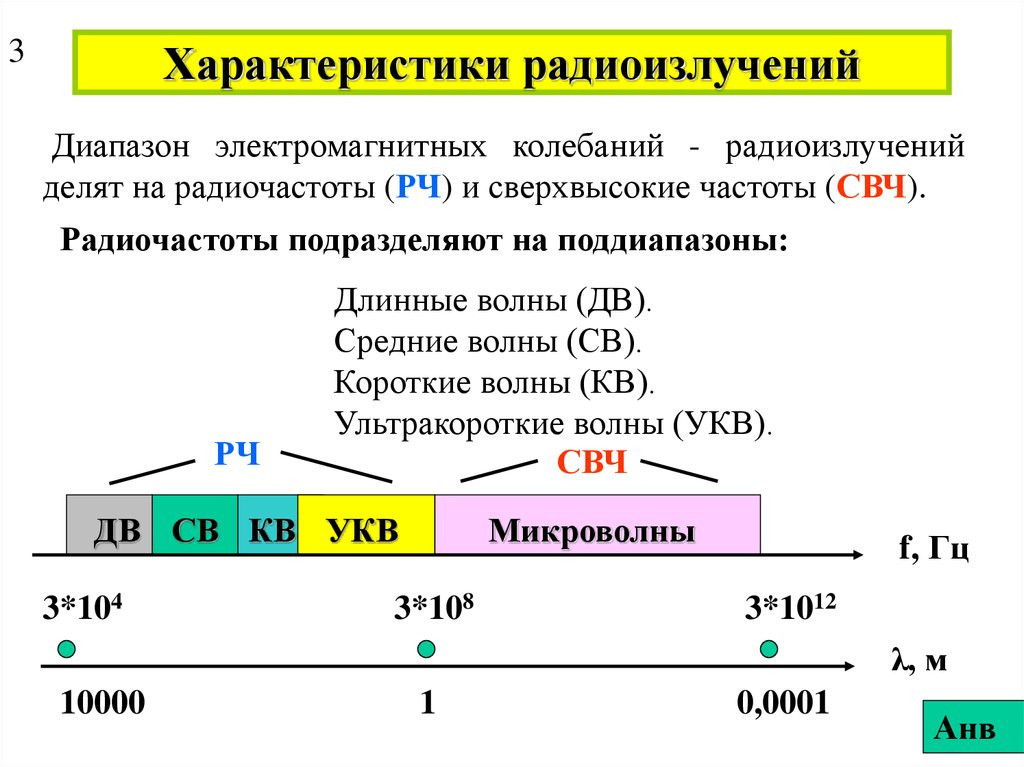 3
Характеристики радиоизлучений
Диапазон электромагнитных колебаний - радиоизлучений
делят на радиочастоты (РЧ) и сверхвысокие частоты (СВЧ).
Радиочастоты подразделяют на поддиапазоны:
Длинные волны (ДВ).
Средние волны (СВ).
Короткие волны (КВ).
Ультракороткие волны (УКВ).
РЧ СВЧ
ДВ СВ КВ УКВ Микроволны
f, Гц
3*10⁴ 3*10⁸ 3*10¹²
λ, м
10000 1 0,0001
Анв